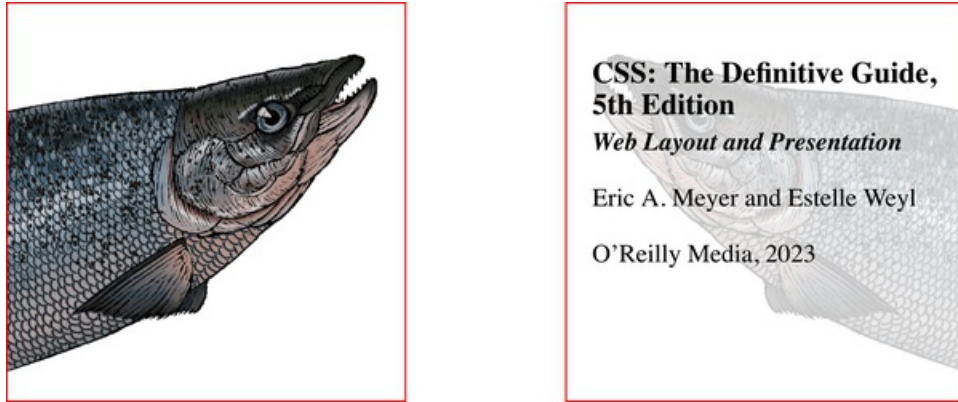 CSS: The Definitive Guide,
5th Edition
Web Layout and Presentation
Eric A. Meyer and Estelle Weyl
O’Reilly Media, 2023